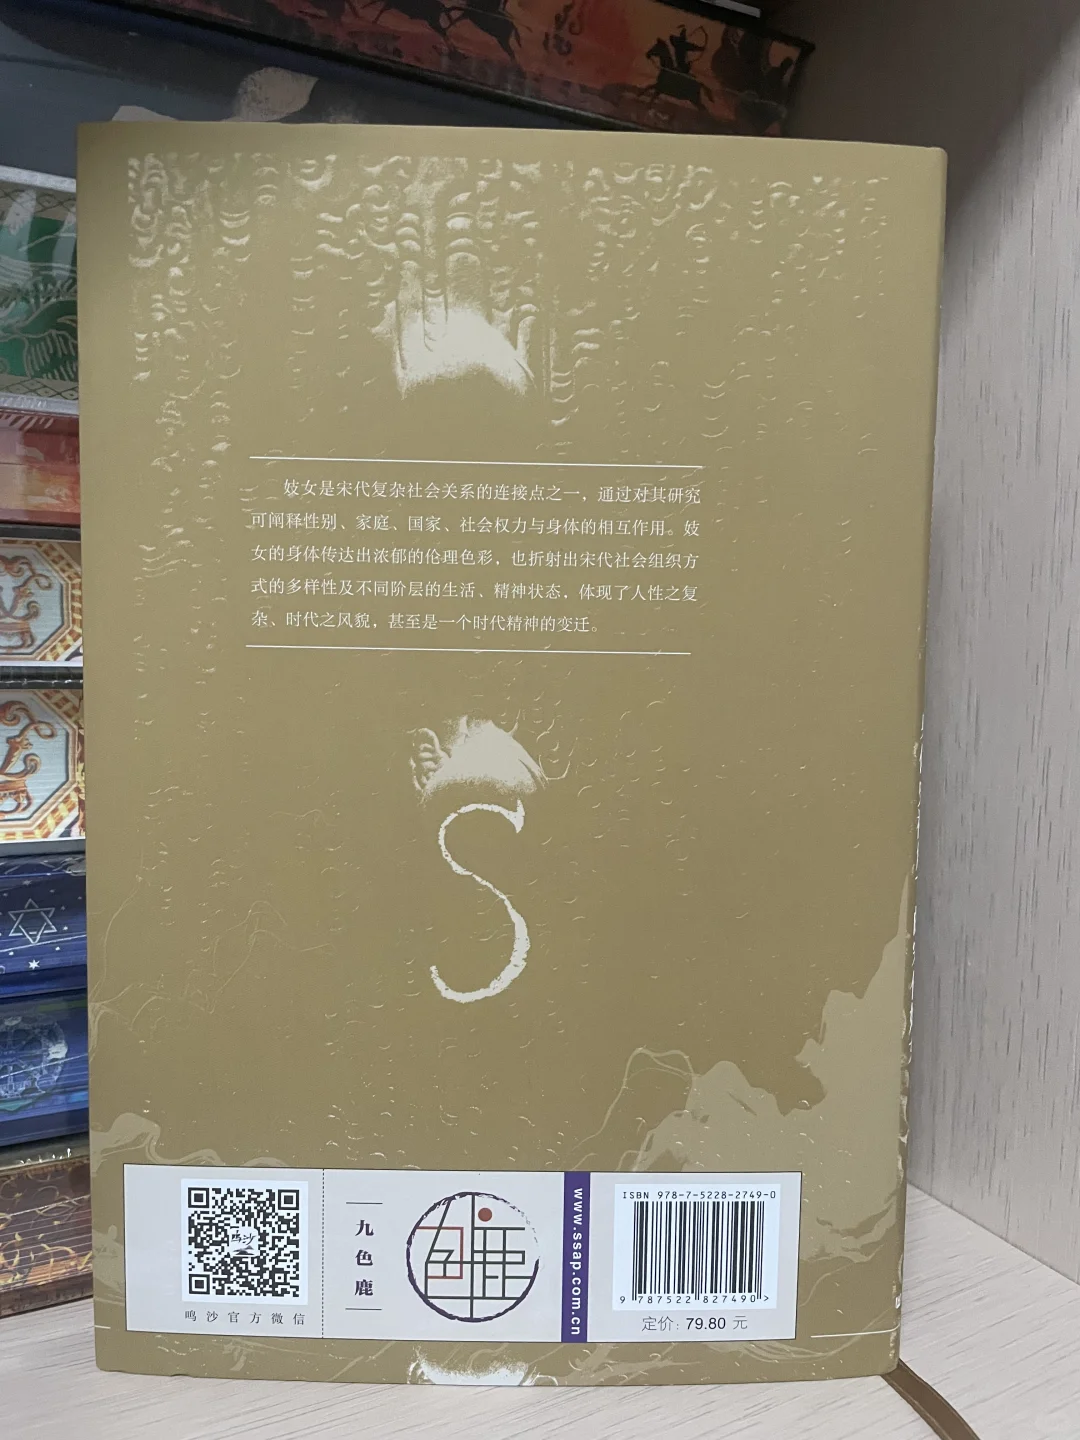 妓女是宋代复杂社会关系的连接点之一，通过对其研究
可阐释性别、家庭、国家、社会权力与身体的相互作用。妓
女的身体传达出浓郁的伦理色彩，也折射出宋代社会组织方
式的多样性及不同阶层的生活、精神状态，体现了人性之复
杂、时代之风貌，甚至是一个时代精神的变迁。
S
鸣沙
鸣沙官方微信
九色鹿
www.ssap.com.cn
ISBN 978-7-5228-2749-0
9 787522 827490 >
定价：79.80 元